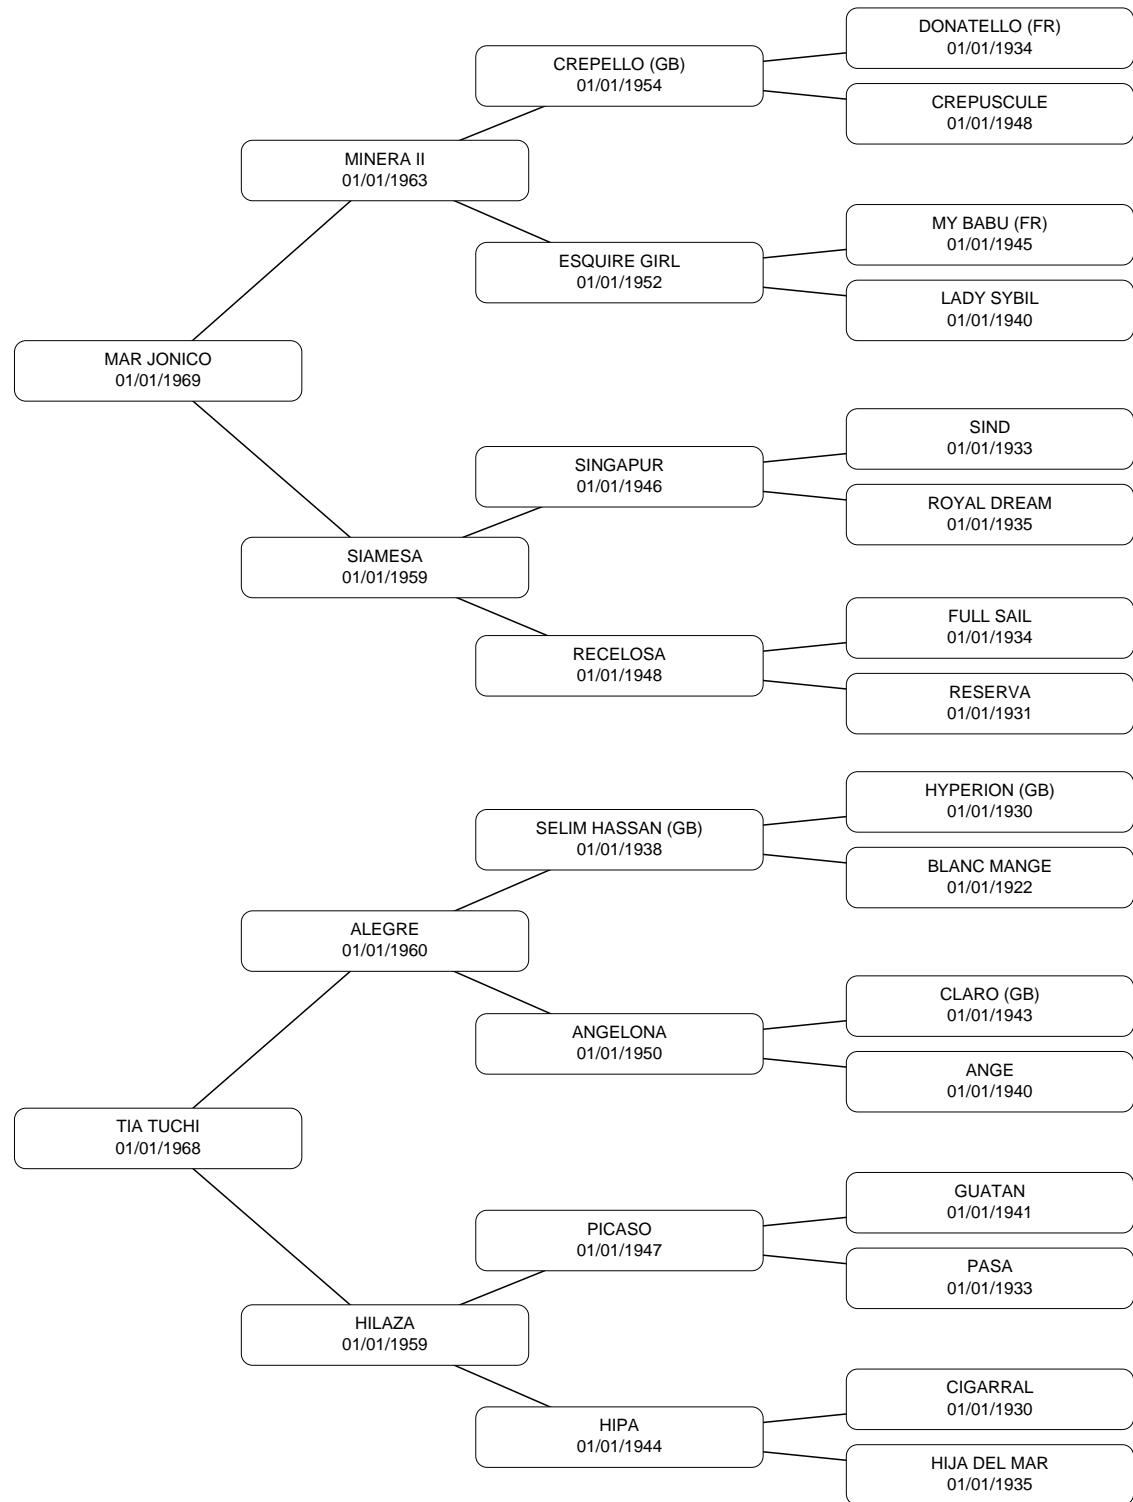 DONATELLO (FR)
01/01/1934
CREPELLO (GB)
01/01/1954
CREPUSCULE
01/01/1948
MINERA II
01/01/1963
MY BABU (FR)
01/01/1945
ESQUIRE GIRL
01/01/1952
LADY SYBIL
01/01/1940
MAR JONICO
01/01/1969
SIND
01/01/1933
SINGAPUR
01/01/1946
ROYAL DREAM
01/01/1935
SIAMESA
01/01/1959
FULL SAIL
01/01/1934
RECELOSA
01/01/1948
RESERVA
01/01/1931
HYPERION (GB)
01/01/1930
SELIM HASSAN (GB)
01/01/1938
BLANC MANGE
01/01/1922
ALEGRE
01/01/1960
CLARO (GB)
01/01/1943
ANGELONA
01/01/1950
ANGE
01/01/1940
TIA TUCHI
01/01/1968
GUATAN
01/01/1941
PICASO
01/01/1947
PASA
01/01/1933
HILAZA
01/01/1959
CIGARRAL
01/01/1930
HIPA
01/01/1944
HIJA DEL MAR
01/01/1935